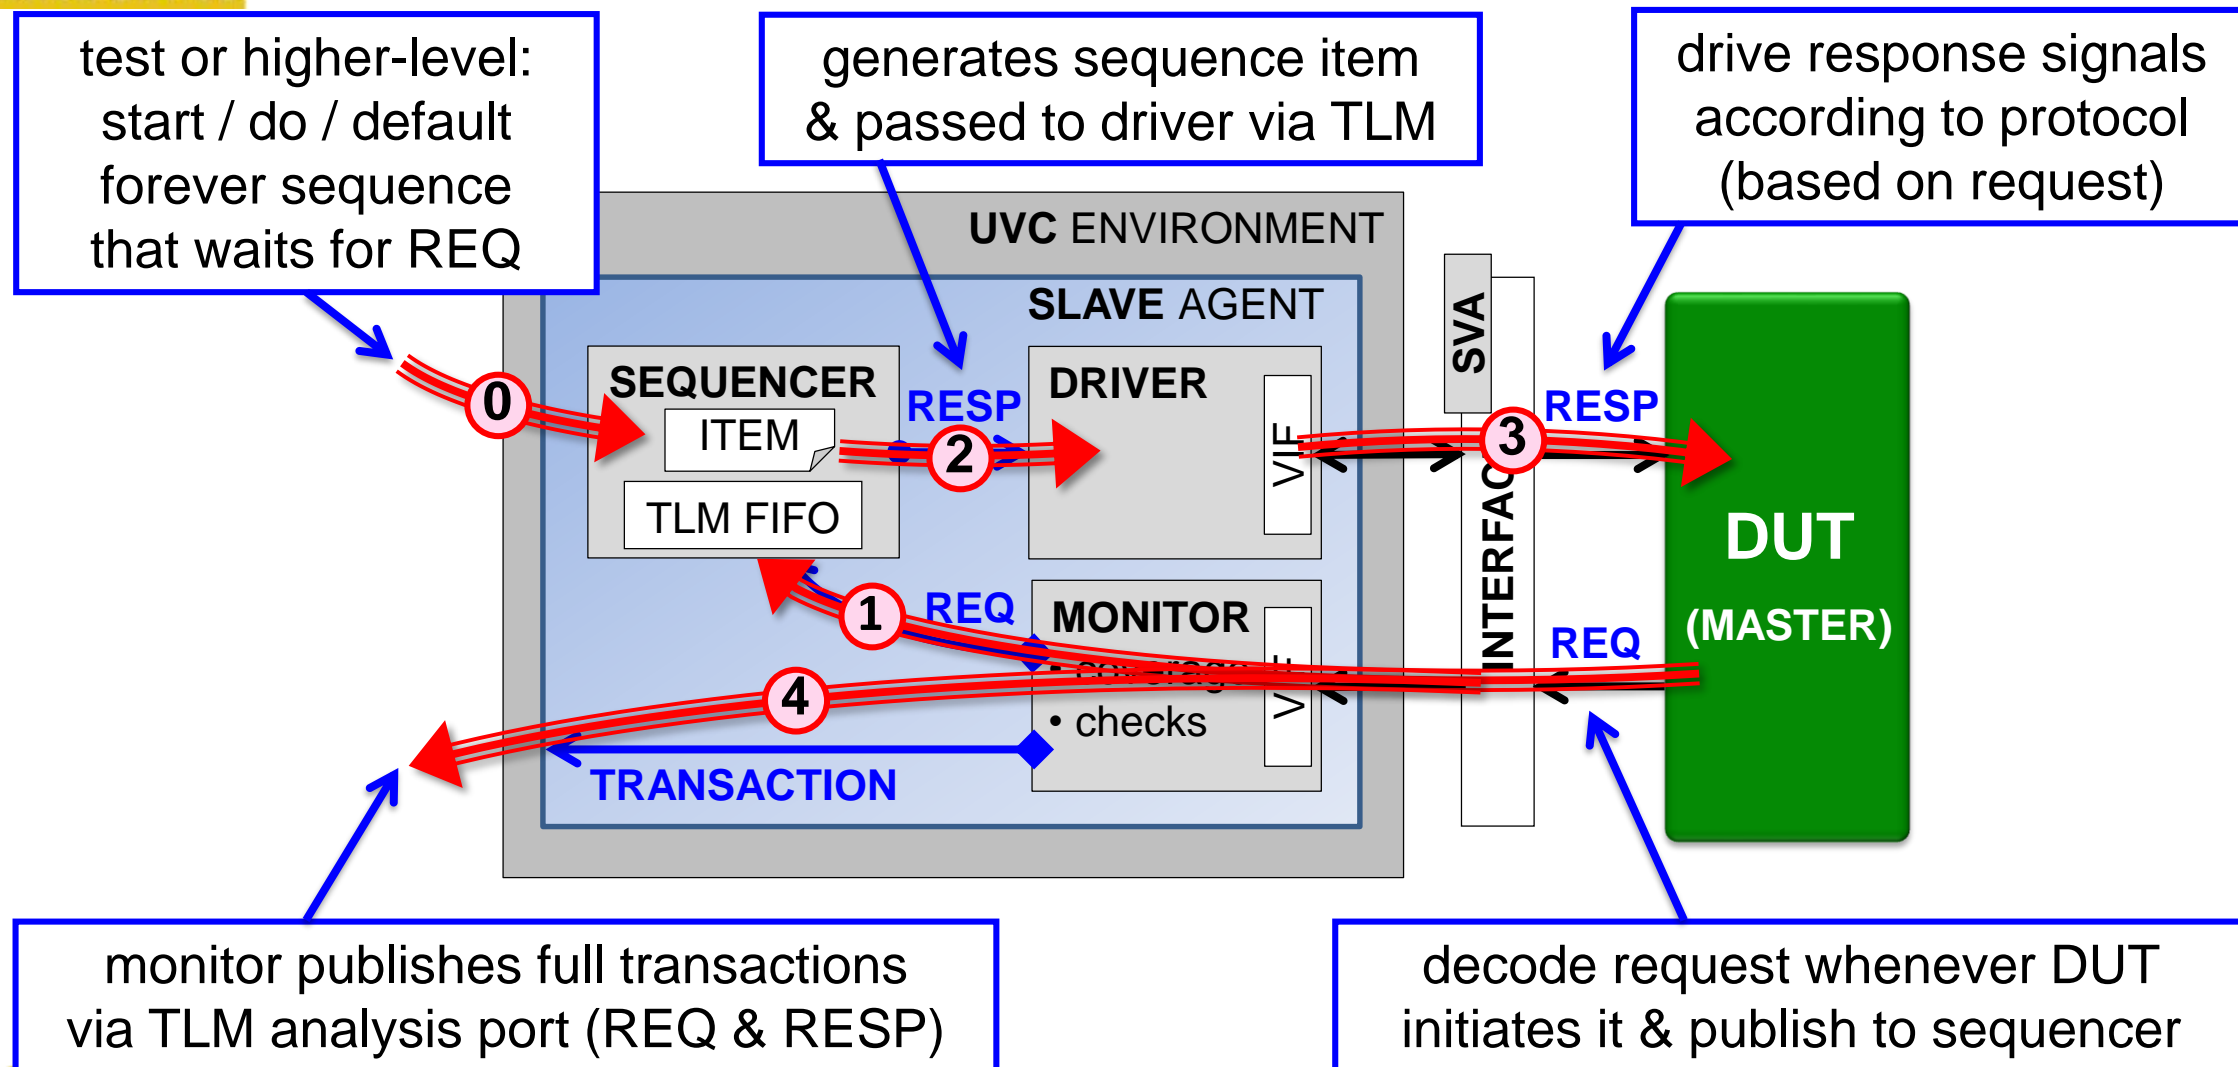 test or higher-level:
start / do / default
forever sequence
that waits for REQ
generates sequence item
& passed to driver via TLM
drive response signals
according to protocol
(based on request)
UVC ENVIRONMENT
SLAVE AGENT
SEQUENCER
ITEM
TLM FIFO
0
RESP
2
DRIVER
VIF
SVA
INTERFACE
RESP
3
DUT
(MASTER)
1
REQ
MONITOR
• coverage
• checks
VIF
REQ
4
TRANSACTION
monitor publishes full transactions
via TLM analysis port (REQ & RESP)
decode request whenever DUT
initiates it & publish to sequencer